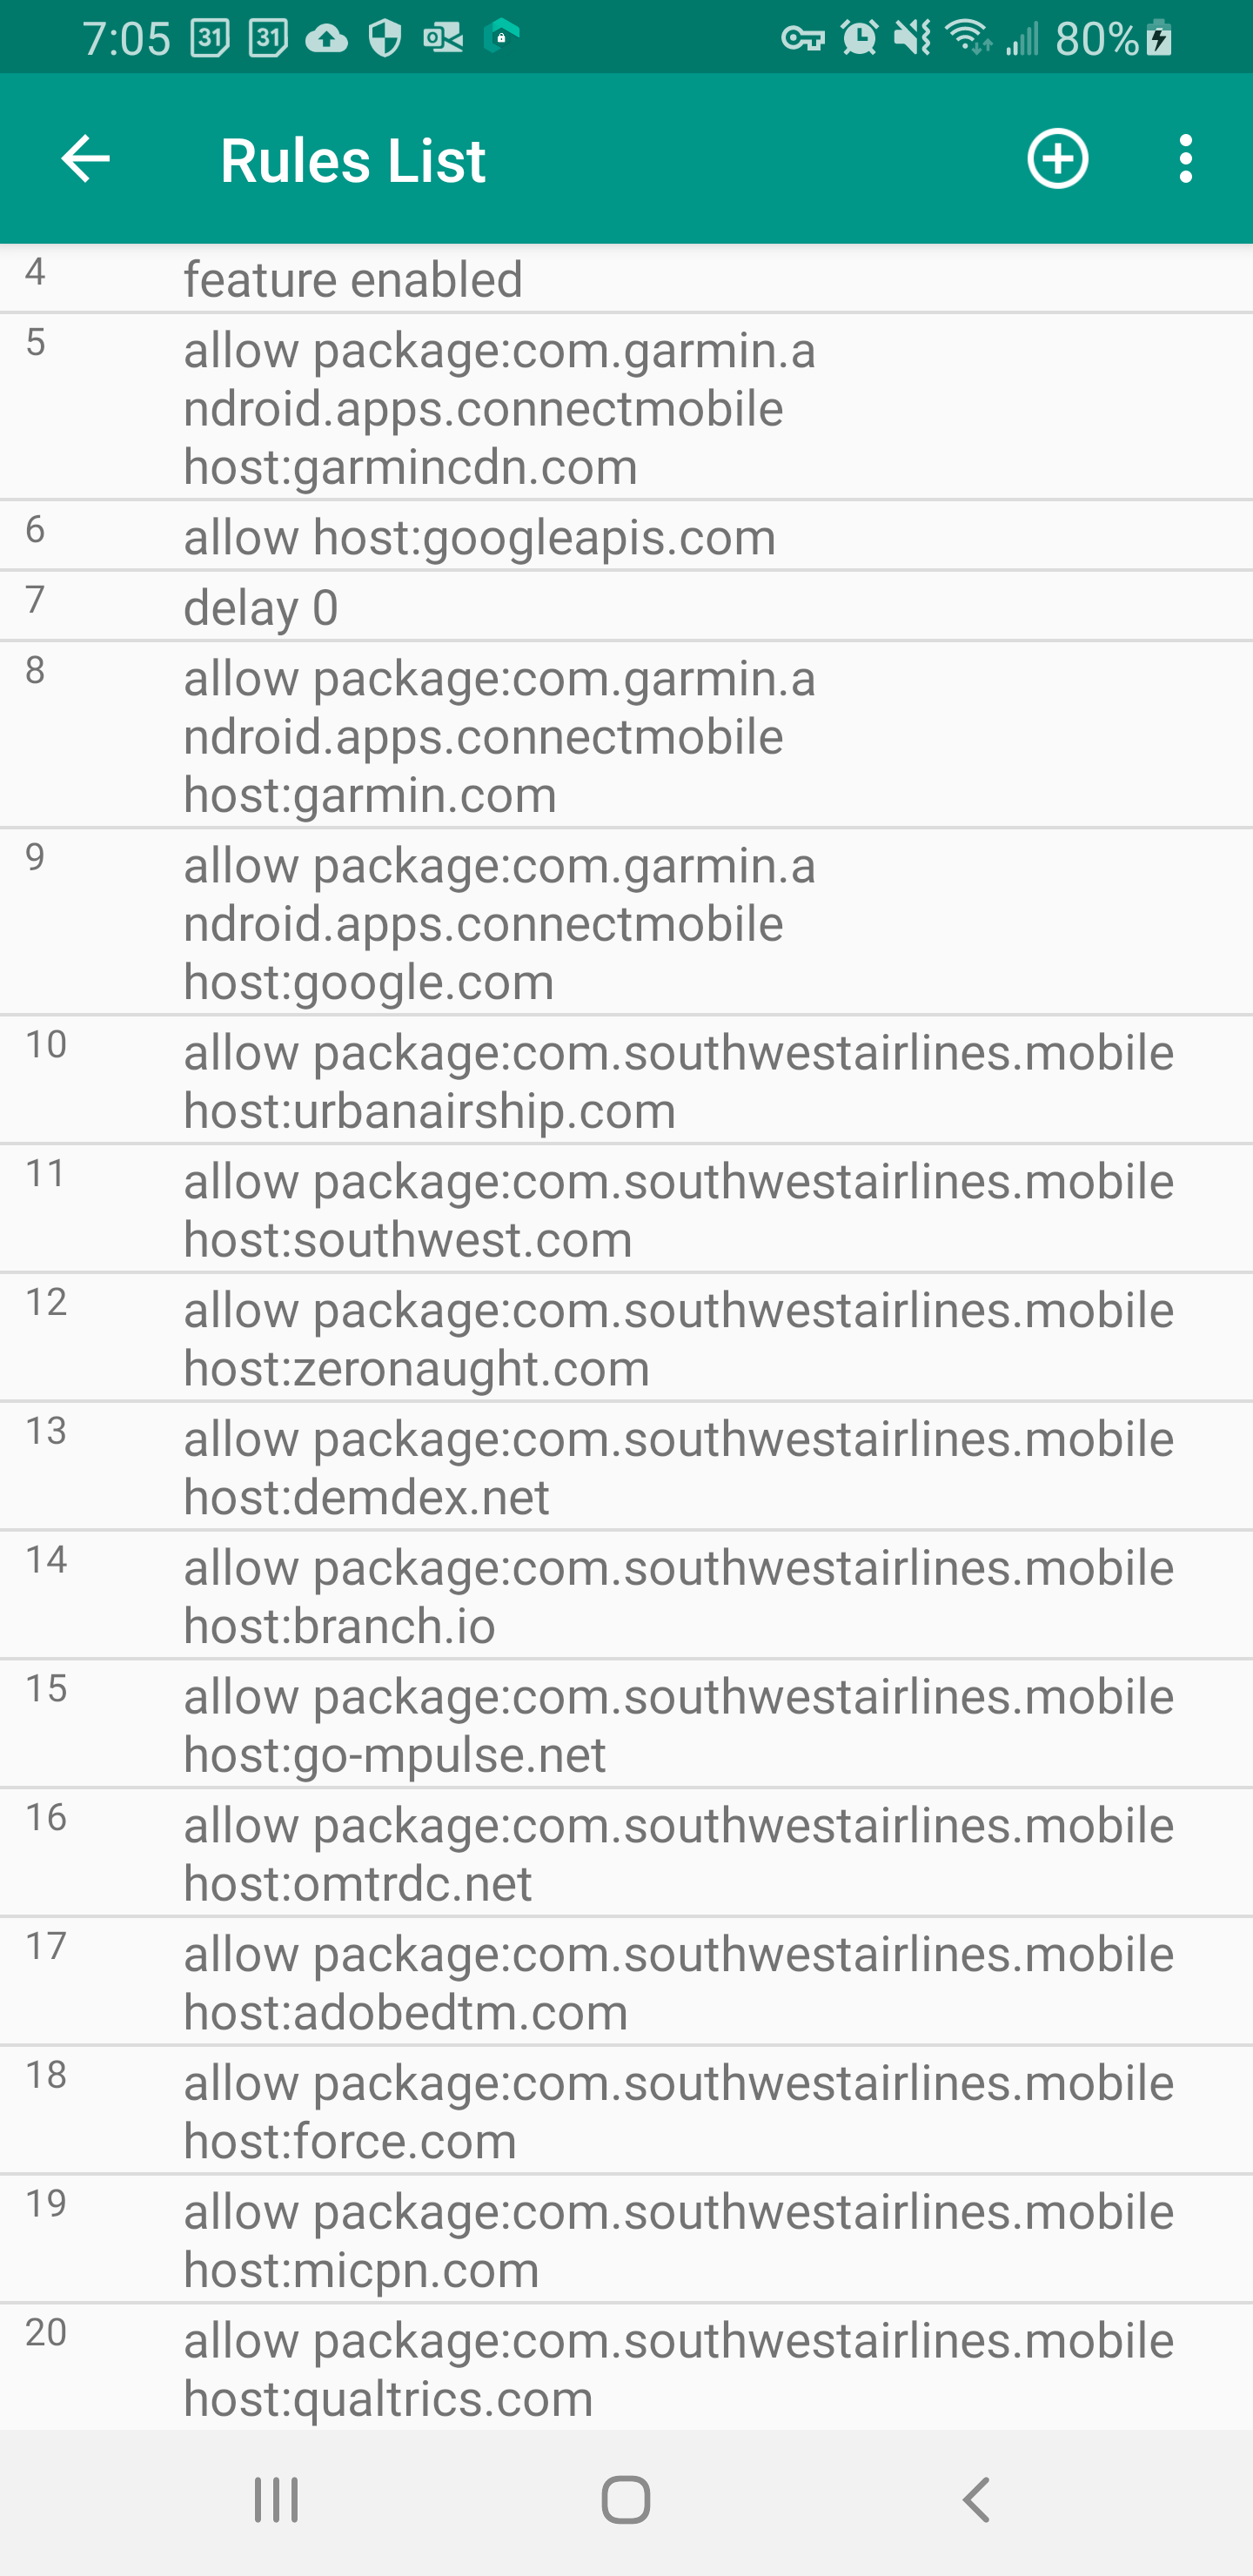 7:05 31 31 80%
Rules List
4 feature enabled
5 allow package:com.garmin.a
ndroid.apps.connectmobile
host:garmincdn.com
6 allow host:googleapis.com
7 delay 0
8 allow package:com.garmin.a
ndroid.apps.connectmobile
host:garmin.com
9 allow package:com.garmin.a
ndroid.apps.connectmobile
host:google.com
10 allow package:com.southwestairlines.mobile
host:urbanairship.com
11 allow package:com.southwestairlines.mobile
host:southwest.com
12 allow package:com.southwestairlines.mobile
host:zeronaught.com
13 allow package:com.southwestairlines.mobile
host:demdex.net
14 allow package:com.southwestairlines.mobile
host:branch.io
15 allow package:com.southwestairlines.mobile
host:go-mpulse.net
16 allow package:com.southwestairlines.mobile
host:omtrdc.net
17 allow package:com.southwestairlines.mobile
host:adobedtm.com
18 allow package:com.southwestairlines.mobile
host:force.com
19 allow package:com.southwestairlines.mobile
host:micpn.com
20 allow package:com.southwestairlines.mobile
host:qualtrics.com